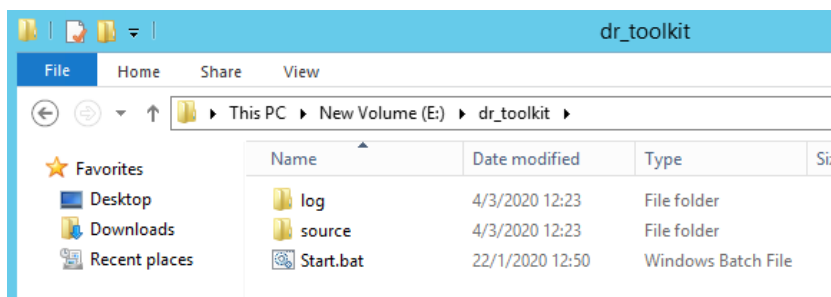 dr_toolkit
File Home Share View
This PC New Volume (E:) dr_toolkit
Favorites
Desktop
Downloads
Recent places
Name Date modified Type Si
log 4/3/2020 12:23 File folder
source 4/3/2020 12:23 File folder
Start.bat 22/1/2020 12:50 Windows Batch File